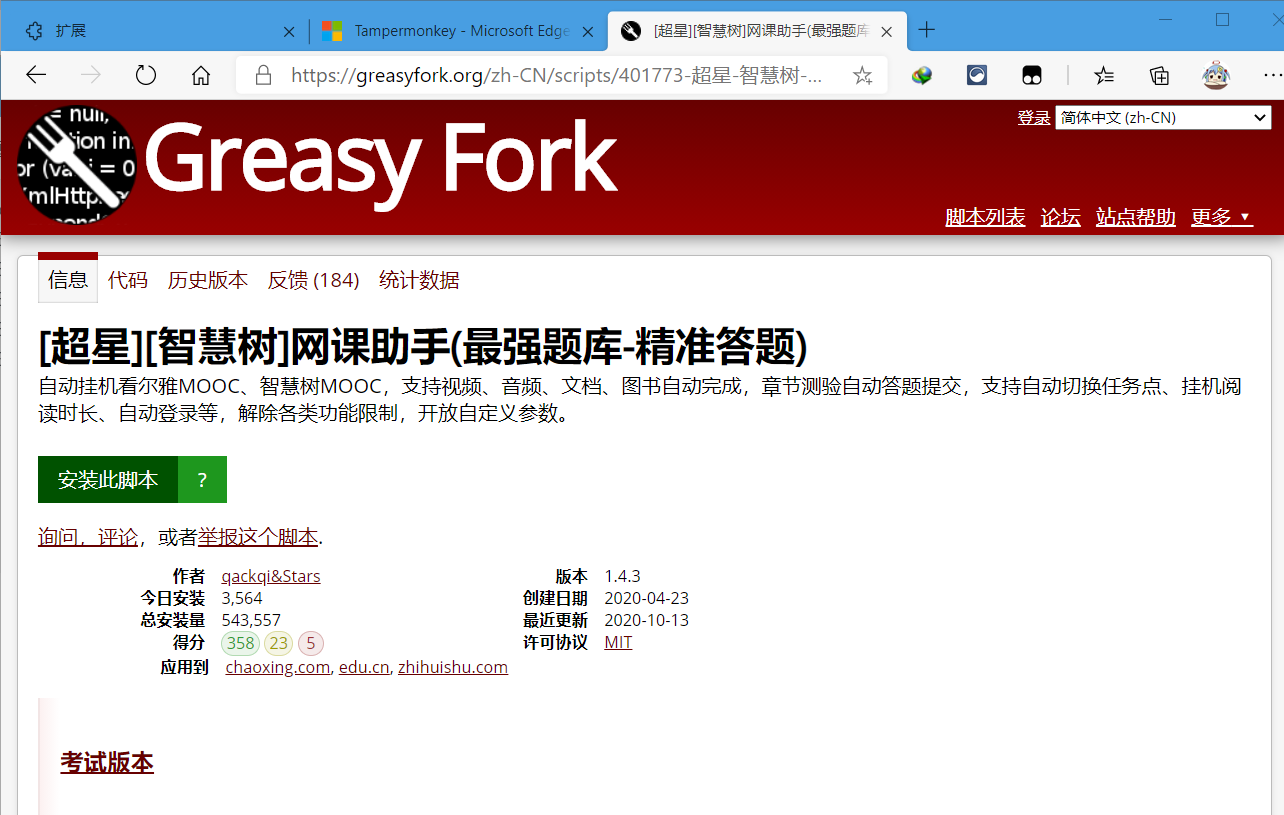 扩展
Tampermonkey - Microsoft Edge
[超星][智慧树]网课助手(最强题库
https://greasyfork.org/zh-CN/scripts/401773-超星-智慧树-...
= null,
tion in
or (va i = 0
mlHttp
pond
Greasy Fork
登录 简体中文 (zh-CN)
脚本列表 论坛 站点帮助 更多 ▼
信息 代码 历史版本 反馈 (184) 统计数据
[超星][智慧树]网课助手(最强题库-精准答题)
自动挂机看尔雅MOOC、智慧树MOOC，支持视频、音频、文档、图书自动完成，章节测验自动答题提交，支持自动切换任务点、挂机阅
读时长、自动登录等，解除各类功能限制，开放自定义参数。
安装此脚本 ?
询问，评论，或者举报这个脚本.
作者 qackqi&Stars 版本 1.4.3
今日安装 3,564 创建日期 2020-04-23
总安装量 543,557 最近更新 2020-10-13
得分 358 23 5 许可协议 MIT
应用到 chaoxing.com, edu.cn, zhihuishu.com
考试版本